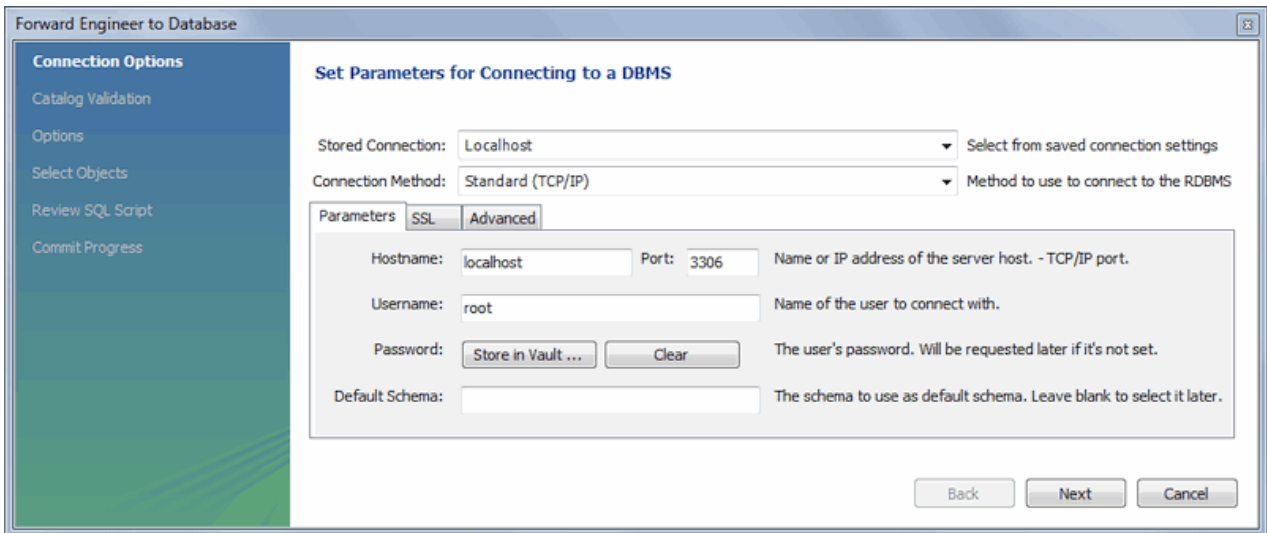 Forward Engineer to Database
Connection Options
Catalog Validation
Options
Select Objects
Review SQL Script
Commit Progress
Set Parameters for Connecting to a DBMS
Stored Connection: Localhost Select from saved connection settings
Connection Method: Standard (TCP/IP) Method to use to connect to the RDBMS
Parameters SSL Advanced
Hostname: localhost Port: 3306 Name or IP address of the server host. - TCP/IP port.
Username: root Name of the user to connect with.
Password: Store in Vault ... Clear The user's password. Will be requested later if it's not set.
Default Schema: The schema to use as default schema. Leave blank to select it later.
Back Next Cancel